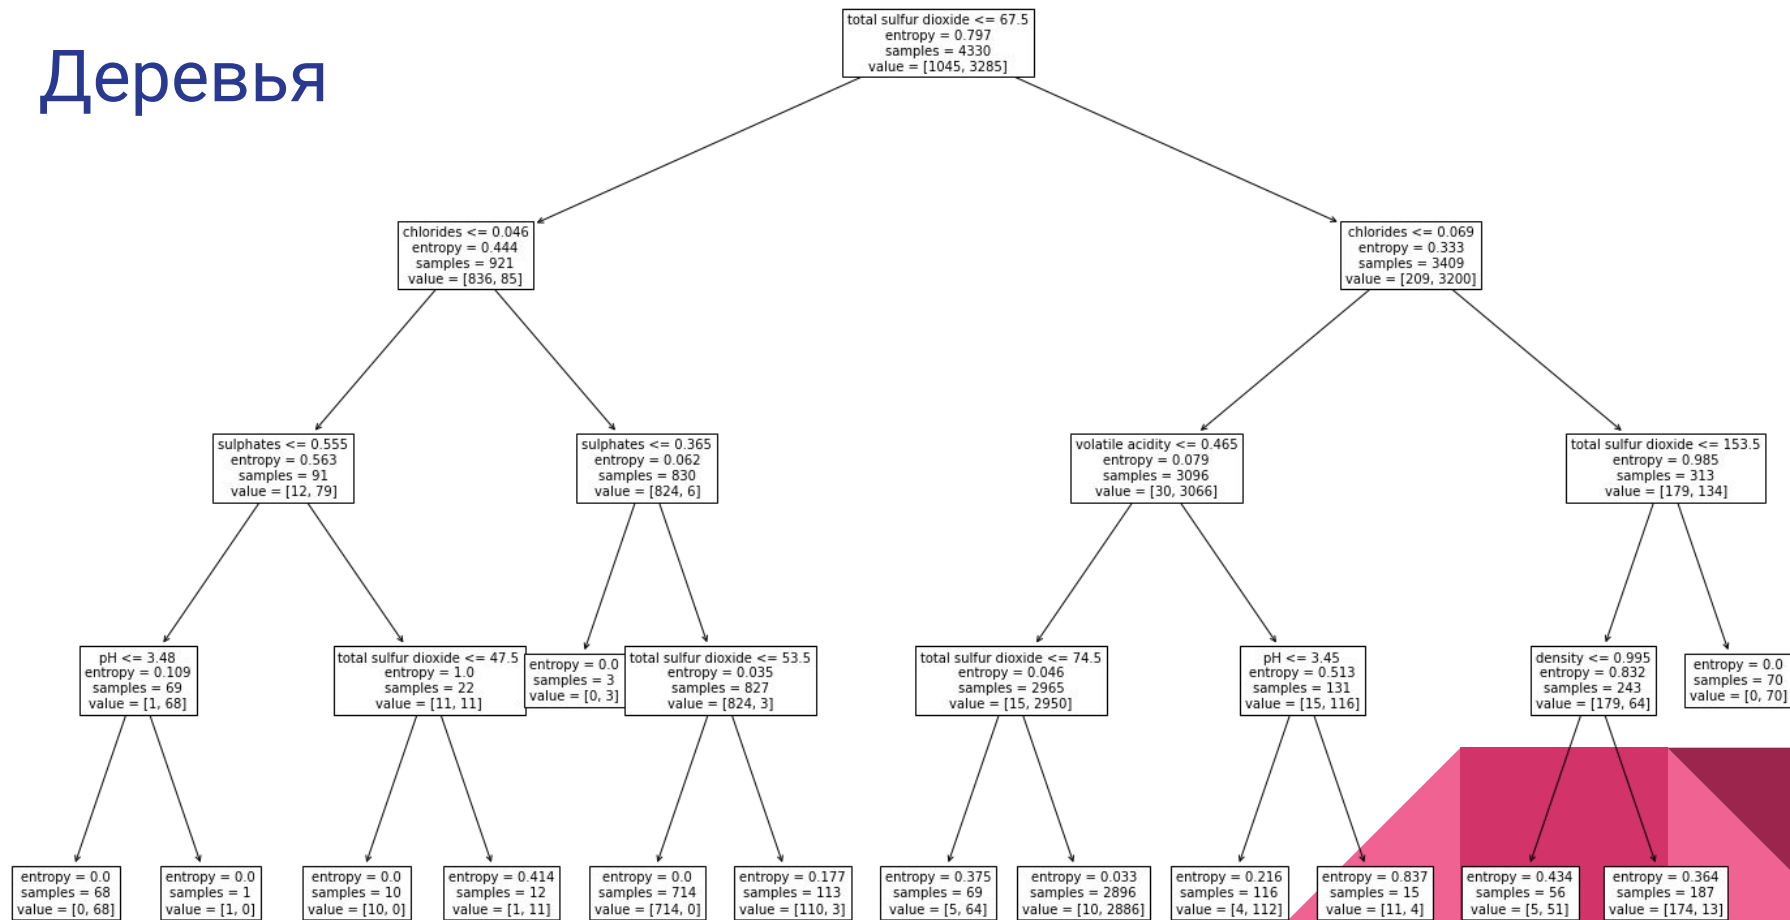 Деревья
total sulfur dioxide <= 67.5
entropy = 0.797
samples = 4330
value = [1045, 3285]
chlorides <= 0.046
entropy = 0.444
samples = 921
value = [836, 85]
chlorides <= 0.069
entropy = 0.333
samples = 3409
value = [209, 3200]
sulphates <= 0.555
entropy = 0.563
samples = 91
value = [12, 79]
sulphates <= 0.365
entropy = 0.062
samples = 830
value = [824, 6]
volatile acidity <= 0.465
entropy = 0.079
samples = 3096
value = [30, 3066]
total sulfur dioxide <= 153.5
entropy = 0.985
samples = 313
value = [179, 134]
pH <= 3.48
entropy = 0.109
samples = 69
value = [1, 68]
total sulfur dioxide <= 47.5
entropy = 1.0
samples = 22
value = [11, 11]
entropy = 0.0
samples = 3
value = [0, 3]
total sulfur dioxide <= 53.5
entropy = 0.035
samples = 827
value = [824, 3]
total sulfur dioxide <= 74.5
entropy = 0.046
samples = 2965
value = [15, 2950]
pH <= 3.45
entropy = 0.513
samples = 131
value = [15, 116]
density <= 0.995
entropy = 0.832
samples = 243
value = [179, 64]
entropy = 0.0
samples = 70
value = [0, 70]
entropy = 0.0
samples = 68
value = [0, 68]
entropy = 0.0
samples = 1
value = [1, 0]
entropy = 0.0
samples = 10
value = [10, 0]
entropy = 0.414
samples = 12
value = [1, 11]
entropy = 0.0
samples = 714
value = [714, 0]
entropy = 0.177
samples = 113
value = [110, 3]
entropy = 0.375
samples = 69
value = [5, 64]
entropy = 0.033
samples = 2896
value = [10, 2886]
entropy = 0.216
samples = 116
value = [4, 112]
entropy = 0.837
samples = 15
value = [11, 4]
entropy = 0.434
samples = 56
value = [5, 51]
entropy = 0.364
samples = 187
value = [174, 13]